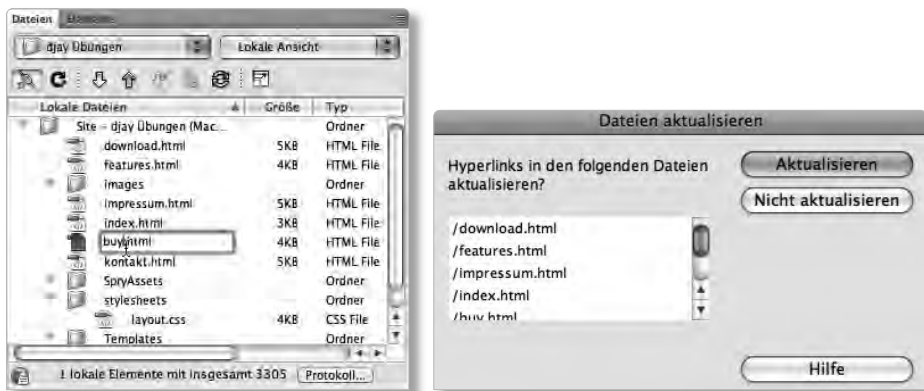 Dateien
djay Übungen Lokale Ansicht
Lokale Dateien Größe Typ
Site – djay Übungen (Mac... Ordner
download.html 5KB HTML File
features.html 4KB HTML File
images Ordner
impressum.html 5KB HTML File
index.html 3KB HTML File
buy.html 4KB HTML File
kontakt.html 5KB HTML File
SpryAssets Ordner
stylesheets Ordner
layout.css 4KB CSS File
Templates Ordner
1 lokale Elemente mit insgesamt 3305 Protokoll...
Dateien aktualisieren
Hyperlinks in den folgenden Dateien
aktualisieren?
Aktualisieren
Nicht aktualisieren
/download.html
/features.html
/impressum.html
/index.html
/buy.html
Hilfe